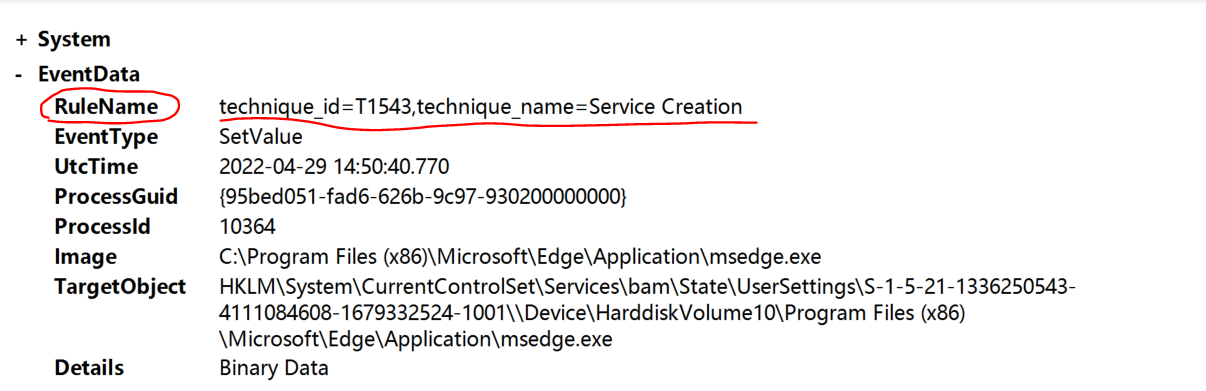 + System
- EventData
RuleName technique_id=T1543,technique_name=Service Creation
EventType SetValue
UtcTime 2022-04-29 14:50:40.770
ProcessGuid {95bed051-fad6-626b-9c97-930200000000}
ProcessId 10364
Image C:\Program Files (x86)\Microsoft\Edge\Application\msedge.exe
TargetObject HKLM\System\CurrentControlSet\Services\bam\State\UserSettings\S-1-5-21-1336250543-
4111084608-1679332524-1001\\Device\HarddiskVolume10\Program Files (x86)
\Microsoft\Edge\Application\msedge.exe
Details Binary Data